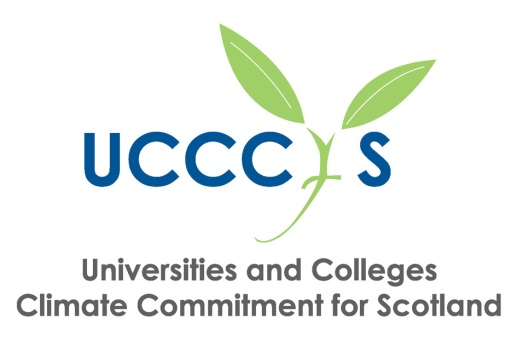 UCCCfS
Universities and Colleges
Climate Commitment for Scotland